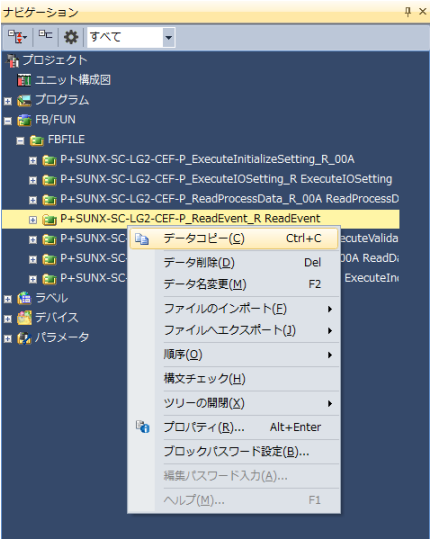 ナビゲーション
すべて
プロジェクト
ユニット構成図
プログラム
FB/FUN
FBFILE
P+SUNX-SC-LG2-CEF-P_ExecuteInitializeSetting_R_00A
P+SUNX-SC-LG2-CEF-P_ExecuteIOSetting_R ExecuteIOSetting
P+SUNX-SC-LG2-CEF-P_ReadProcessData_R_00A ReadProcessD
P+SUNX-SC-LG2-CEF-P_ReadEvent_R ReadEvent
P+SUNX-SC- ecuteValida
P+SUNX-SC- 00A ReadDa
P+SUNX-SC- ExecuteInd
ラベル
デバイス
パラメータ
データコピー(C) Ctrl+C
データ削除(D) Del
データ名変更(M) F2
ファイルのインポート(F)
ファイルへエクスポート(J)
順序(O)
構文チェック(H)
ツリーの開閉(X)
プロパティ(R)... Alt+Enter
ブロックパスワード設定(B)...
編集パスワード入力(A)...
ヘルプ(M)... F1